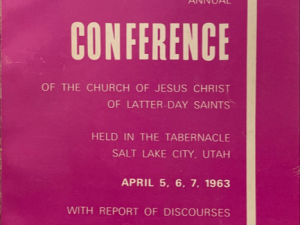 ANNUAL
CONFERENCE
OF THE CHURCH OF JESUS CHRIST
OF LATTER-DAY SAINTS
HELD IN THE TABERNACLE
SALT LAKE CITY, UTAH
APRIL 5, 6, 7, 1963
WITH REPORT OF DISCOURSES